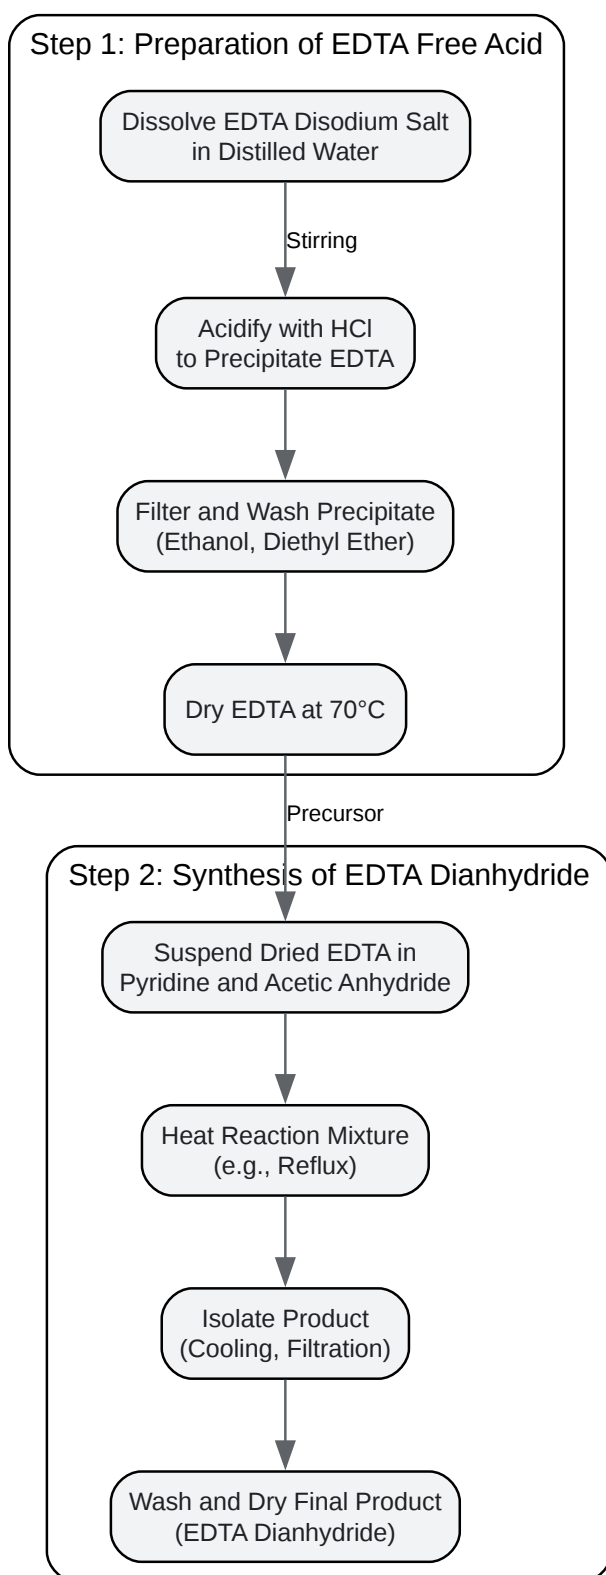 Step 1: Preparation of EDTA Free Acid
Dissolve EDTA Disodium Salt
in Distilled Water
Stirring
Acidify with HCl
to Precipitate EDTA
Filter and Wash Precipitate
(Ethanol, Diethyl Ether)
Dry EDTA at 70°C
Precursor
Step 2: Synthesis of EDTA Dianhydride
Suspend Dried EDTA in
Pyridine and Acetic Anhydride
Heat Reaction Mixture
(e.g., Reflux)
Isolate Product
(Cooling, Filtration)
Wash and Dry Final Product
(EDTA Dianhydride)